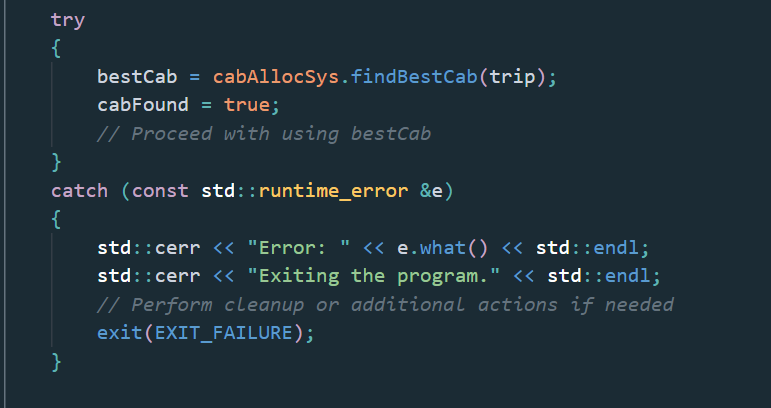 try
{
    bestCab = cabAllocSys.findBestCab(trip);
    cabFound = true;
    // Proceed with using bestCab
}
catch (const std::runtime_error &e)
{
    std::cerr << "Error: " << e.what() << std::endl;
    std::cerr << "Exiting the program." << std::endl;
    // Perform cleanup or additional actions if needed
    exit(EXIT_FAILURE);
}